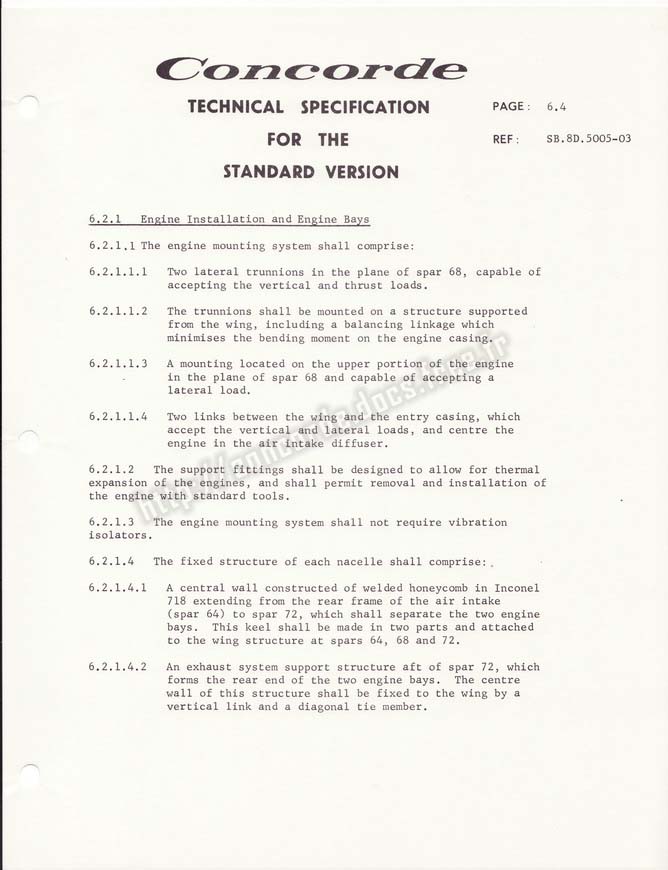 Concorde
TECHNICAL SPECIFICATION
FOR THE
STANDARD VERSION
PAGE: 6.4
REF: SB.8D.5005-03
6.2.1 Engine Installation and Engine Bays
6.2.1.1 The engine mounting system shall comprise:
6.2.1.1.1 Two lateral trunnions in the plane of spar 68, capable of
accepting the vertical and thrust loads.
6.2.1.1.2 The trunnions shall be mounted on a structure supported
from the wing, including a balancing linkage which
minimises the bending moment on the engine casing.
6.2.1.1.3 A mounting located on the upper portion of the engine
in the plane of spar 68 and capable of accepting a
lateral load.
6.2.1.1.4 Two links between the wing and the entry casing, which
accept the vertical and lateral loads, and centre the
engine in the air intake diffuser.
6.2.1.2 The support fittings shall be designed to allow for thermal
expansion of the engines, and shall permit removal and installation of
the engine with standard tools.
6.2.1.3 The engine mounting system shall not require vibration
isolators.
6.2.1.4 The fixed structure of each nacelle shall comprise:
6.2.1.4.1 A central wall constructed of welded honeycomb in Inconel
718 extending from the rear frame of the air intake
(spar 64) to spar 72, which shall separate the two engine
bays. This keel shall be made in two parts and attached
to the wing structure at spars 64, 68 and 72.
6.2.1.4.2 An exhaust system support structure aft of spar 72, which
forms the rear end of the two engine bays. The centre
wall of this structure shall be fixed to the wing by a
vertical link and a diagonal tie member.